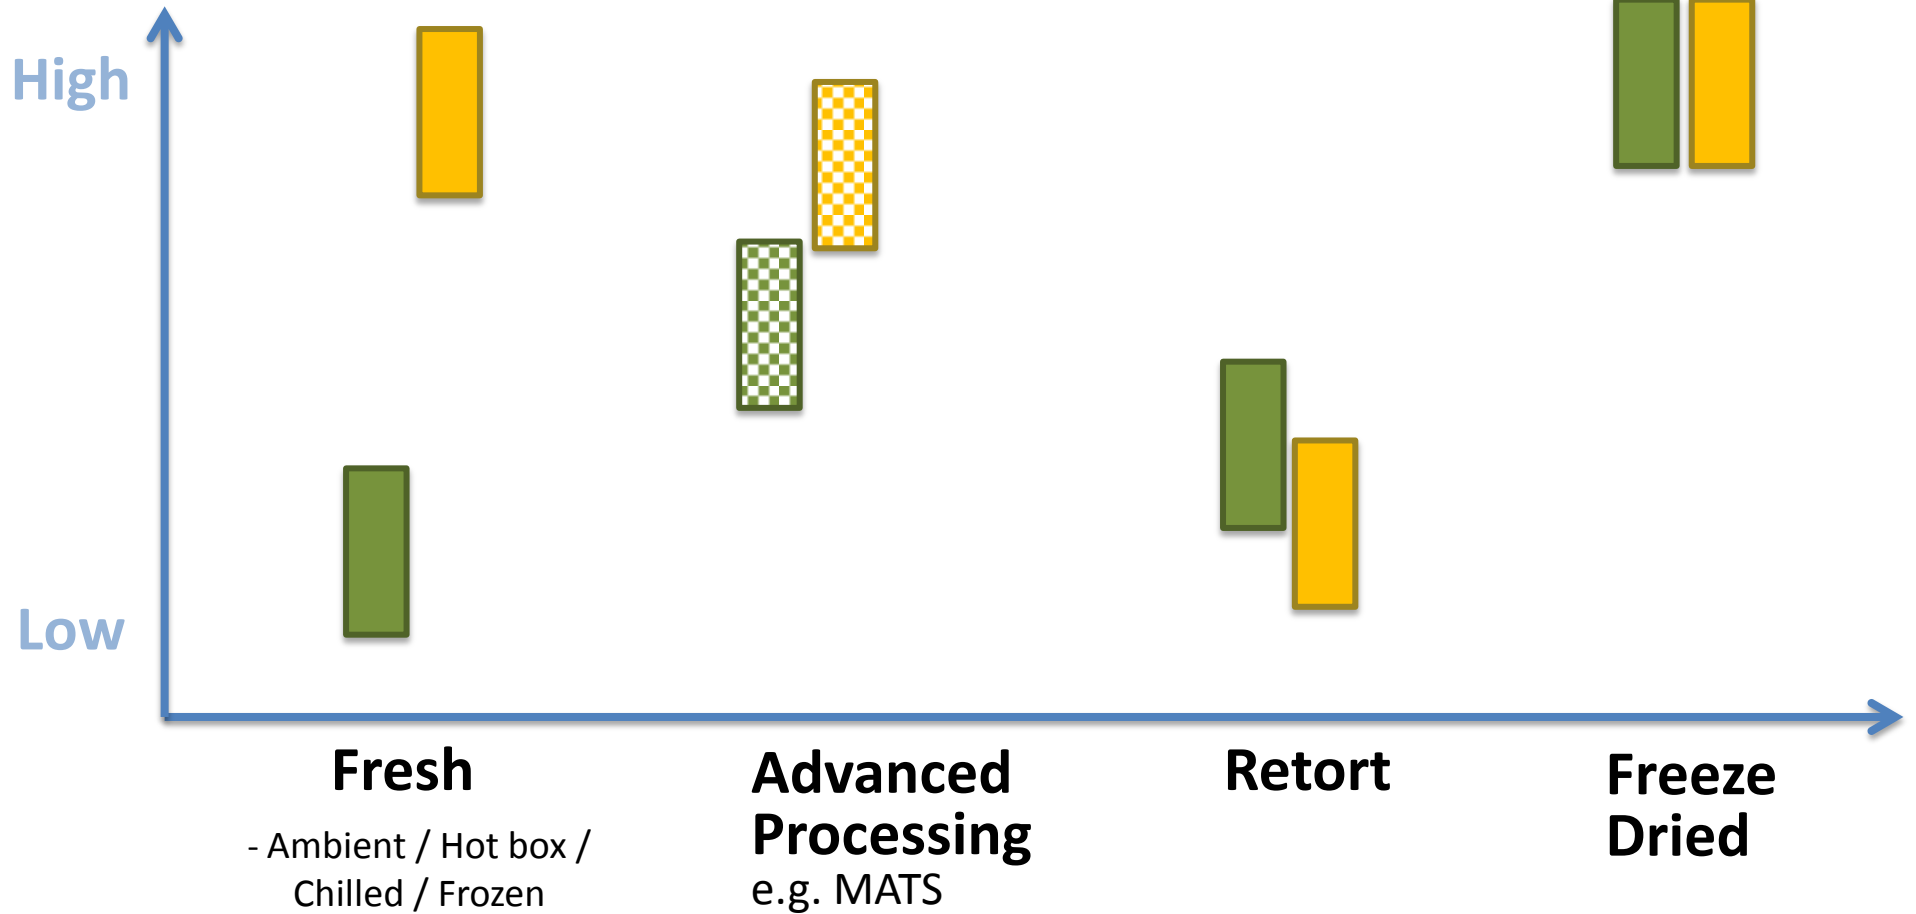 High
Low
Fresh
- Ambient / Hot box /
Chilled / Frozen
Advanced
Processing
e.g. MATS
Retort
Freeze
Dried